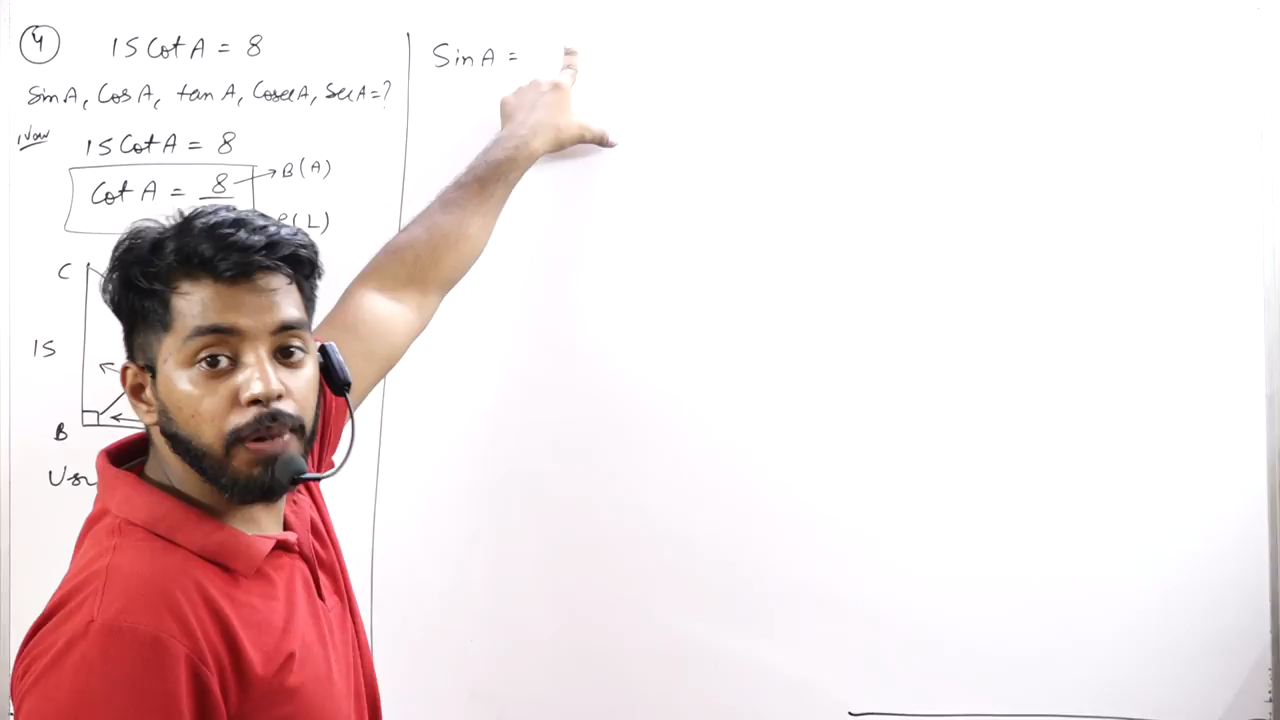 4 15 Cot A = 8
Sin A, Cos A, tan A, Cosec A, Sec A = ?
Now 15 Cot A = 8
Cot A = 8 → B (A)
(L)
C
15
B
Sin A =